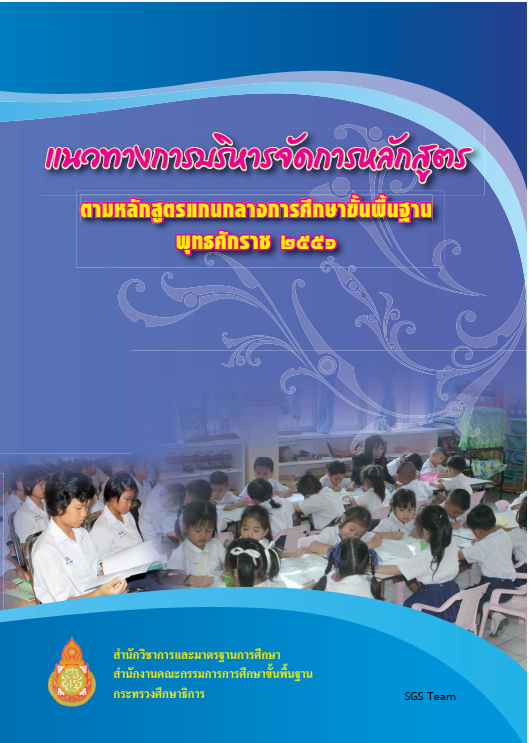 แนวทางการบริหารจัดการหลักสูตร
ตามหลักสูตรแกนกลางการศึกษาขั้นพื้นฐาน
พุทธศักราช ๒๕๕๑
สำนักวิชาการและมาตรฐานการศึกษา
สำนักงานคณะกรรมการการศึกษาขั้นพื้นฐาน
กระทรวงศึกษาธิการ
SGS Team